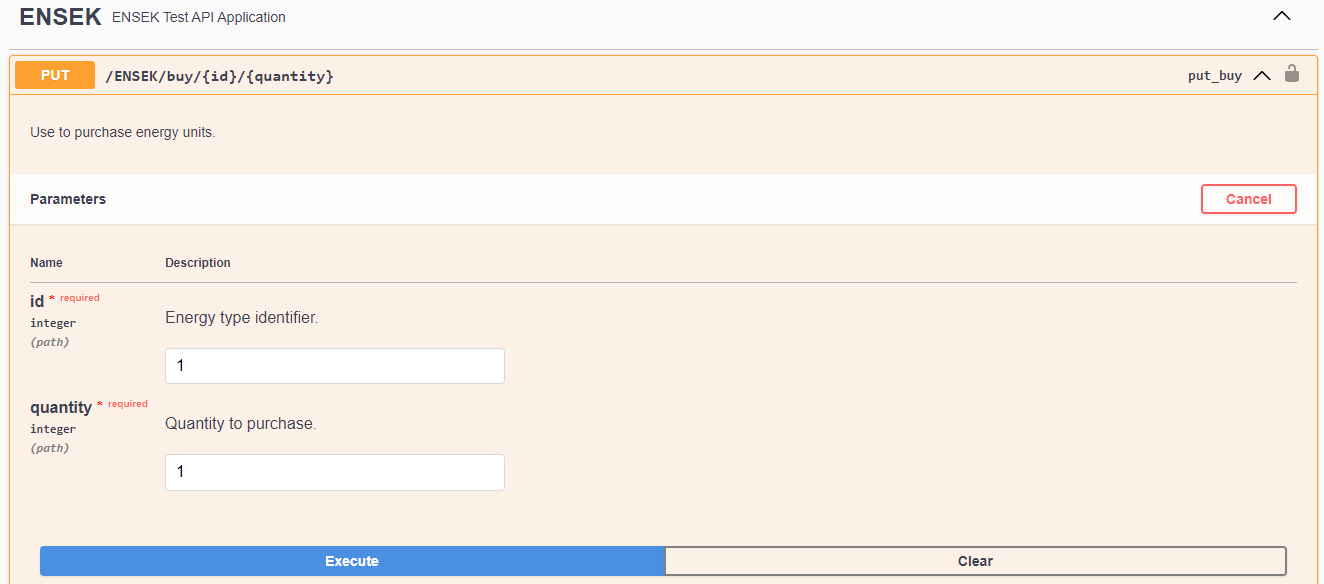 ENSEK ENSEK Test API Application
PUT /ENSEK/buy/{id}/{quantity} put_buy
Use to purchase energy units.
Parameters Cancel
Name Description
id * required
integer
(path)
Energy type identifier.
1
quantity * required
integer
(path)
Quantity to purchase.
1
Execute Clear